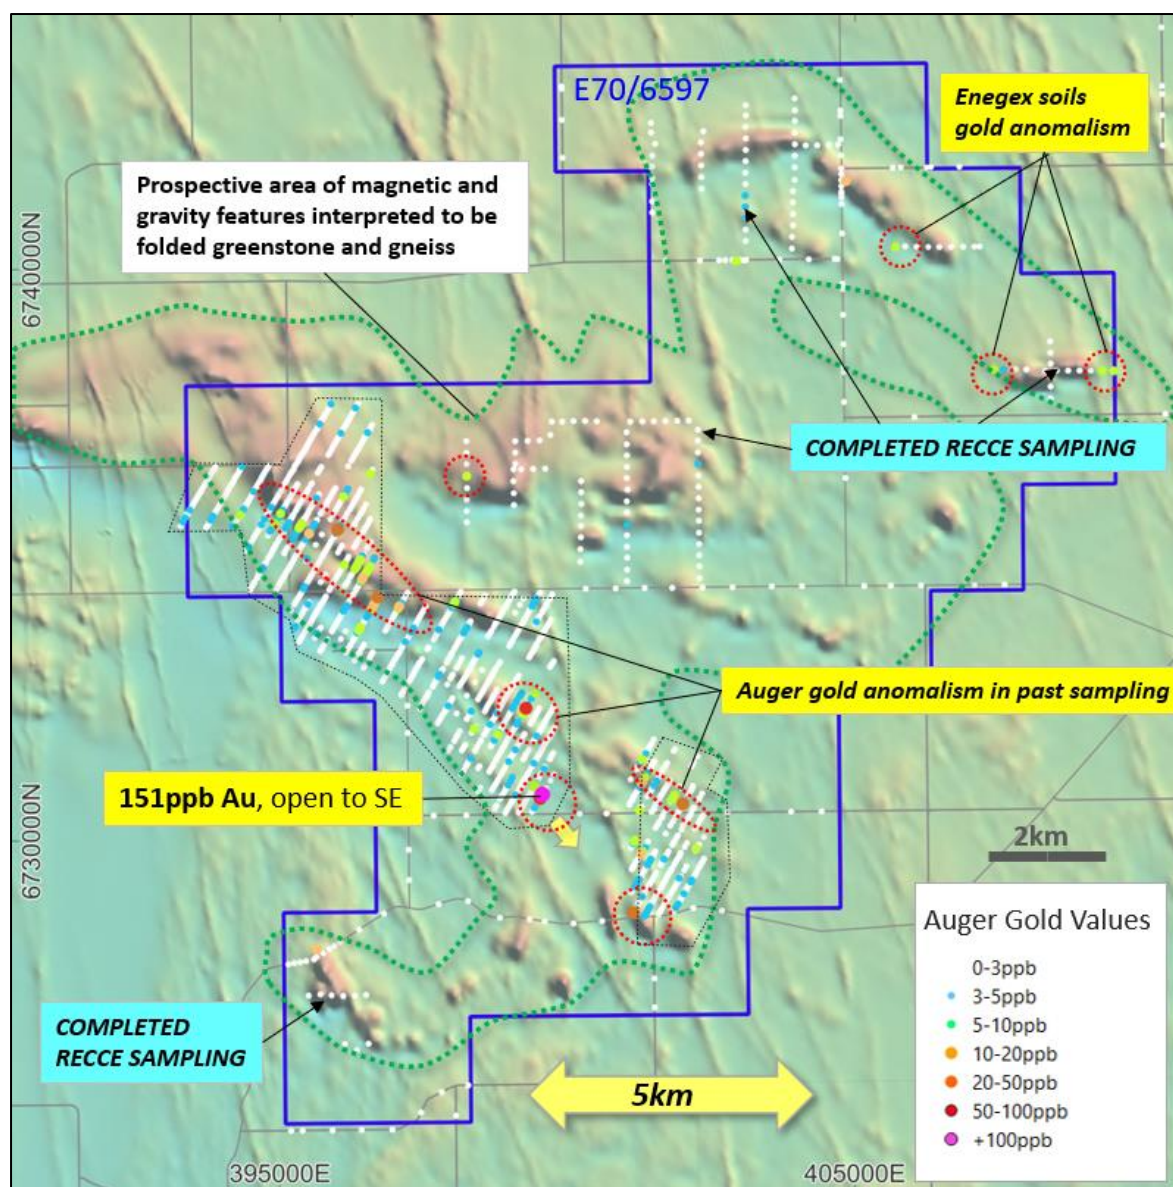 E70/6597
Enegex soils
gold anomalism
Prospective area of magnetic and
gravity features interpreted to be
folded greenstone and gneiss
6740000N
COMPLETED RECCE SAMPLING
Auger gold anomalism in past sampling
151ppb Au, open to SE
6730000N
2km
Auger Gold Values
0-3ppb
3-5ppb
5-10ppb
10-20ppb
20-50ppb
50-100ppb
+100ppb
COMPLETED
RECCE SAMPLING
5km
395000E
405000E